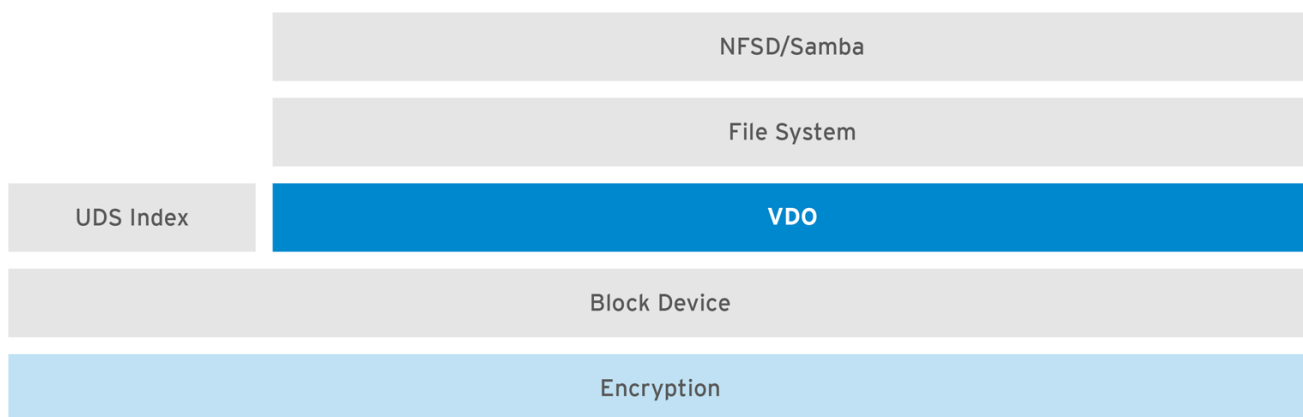 NFSD/Samba
File System
UDS Index
VDO
Block Device
Encryption